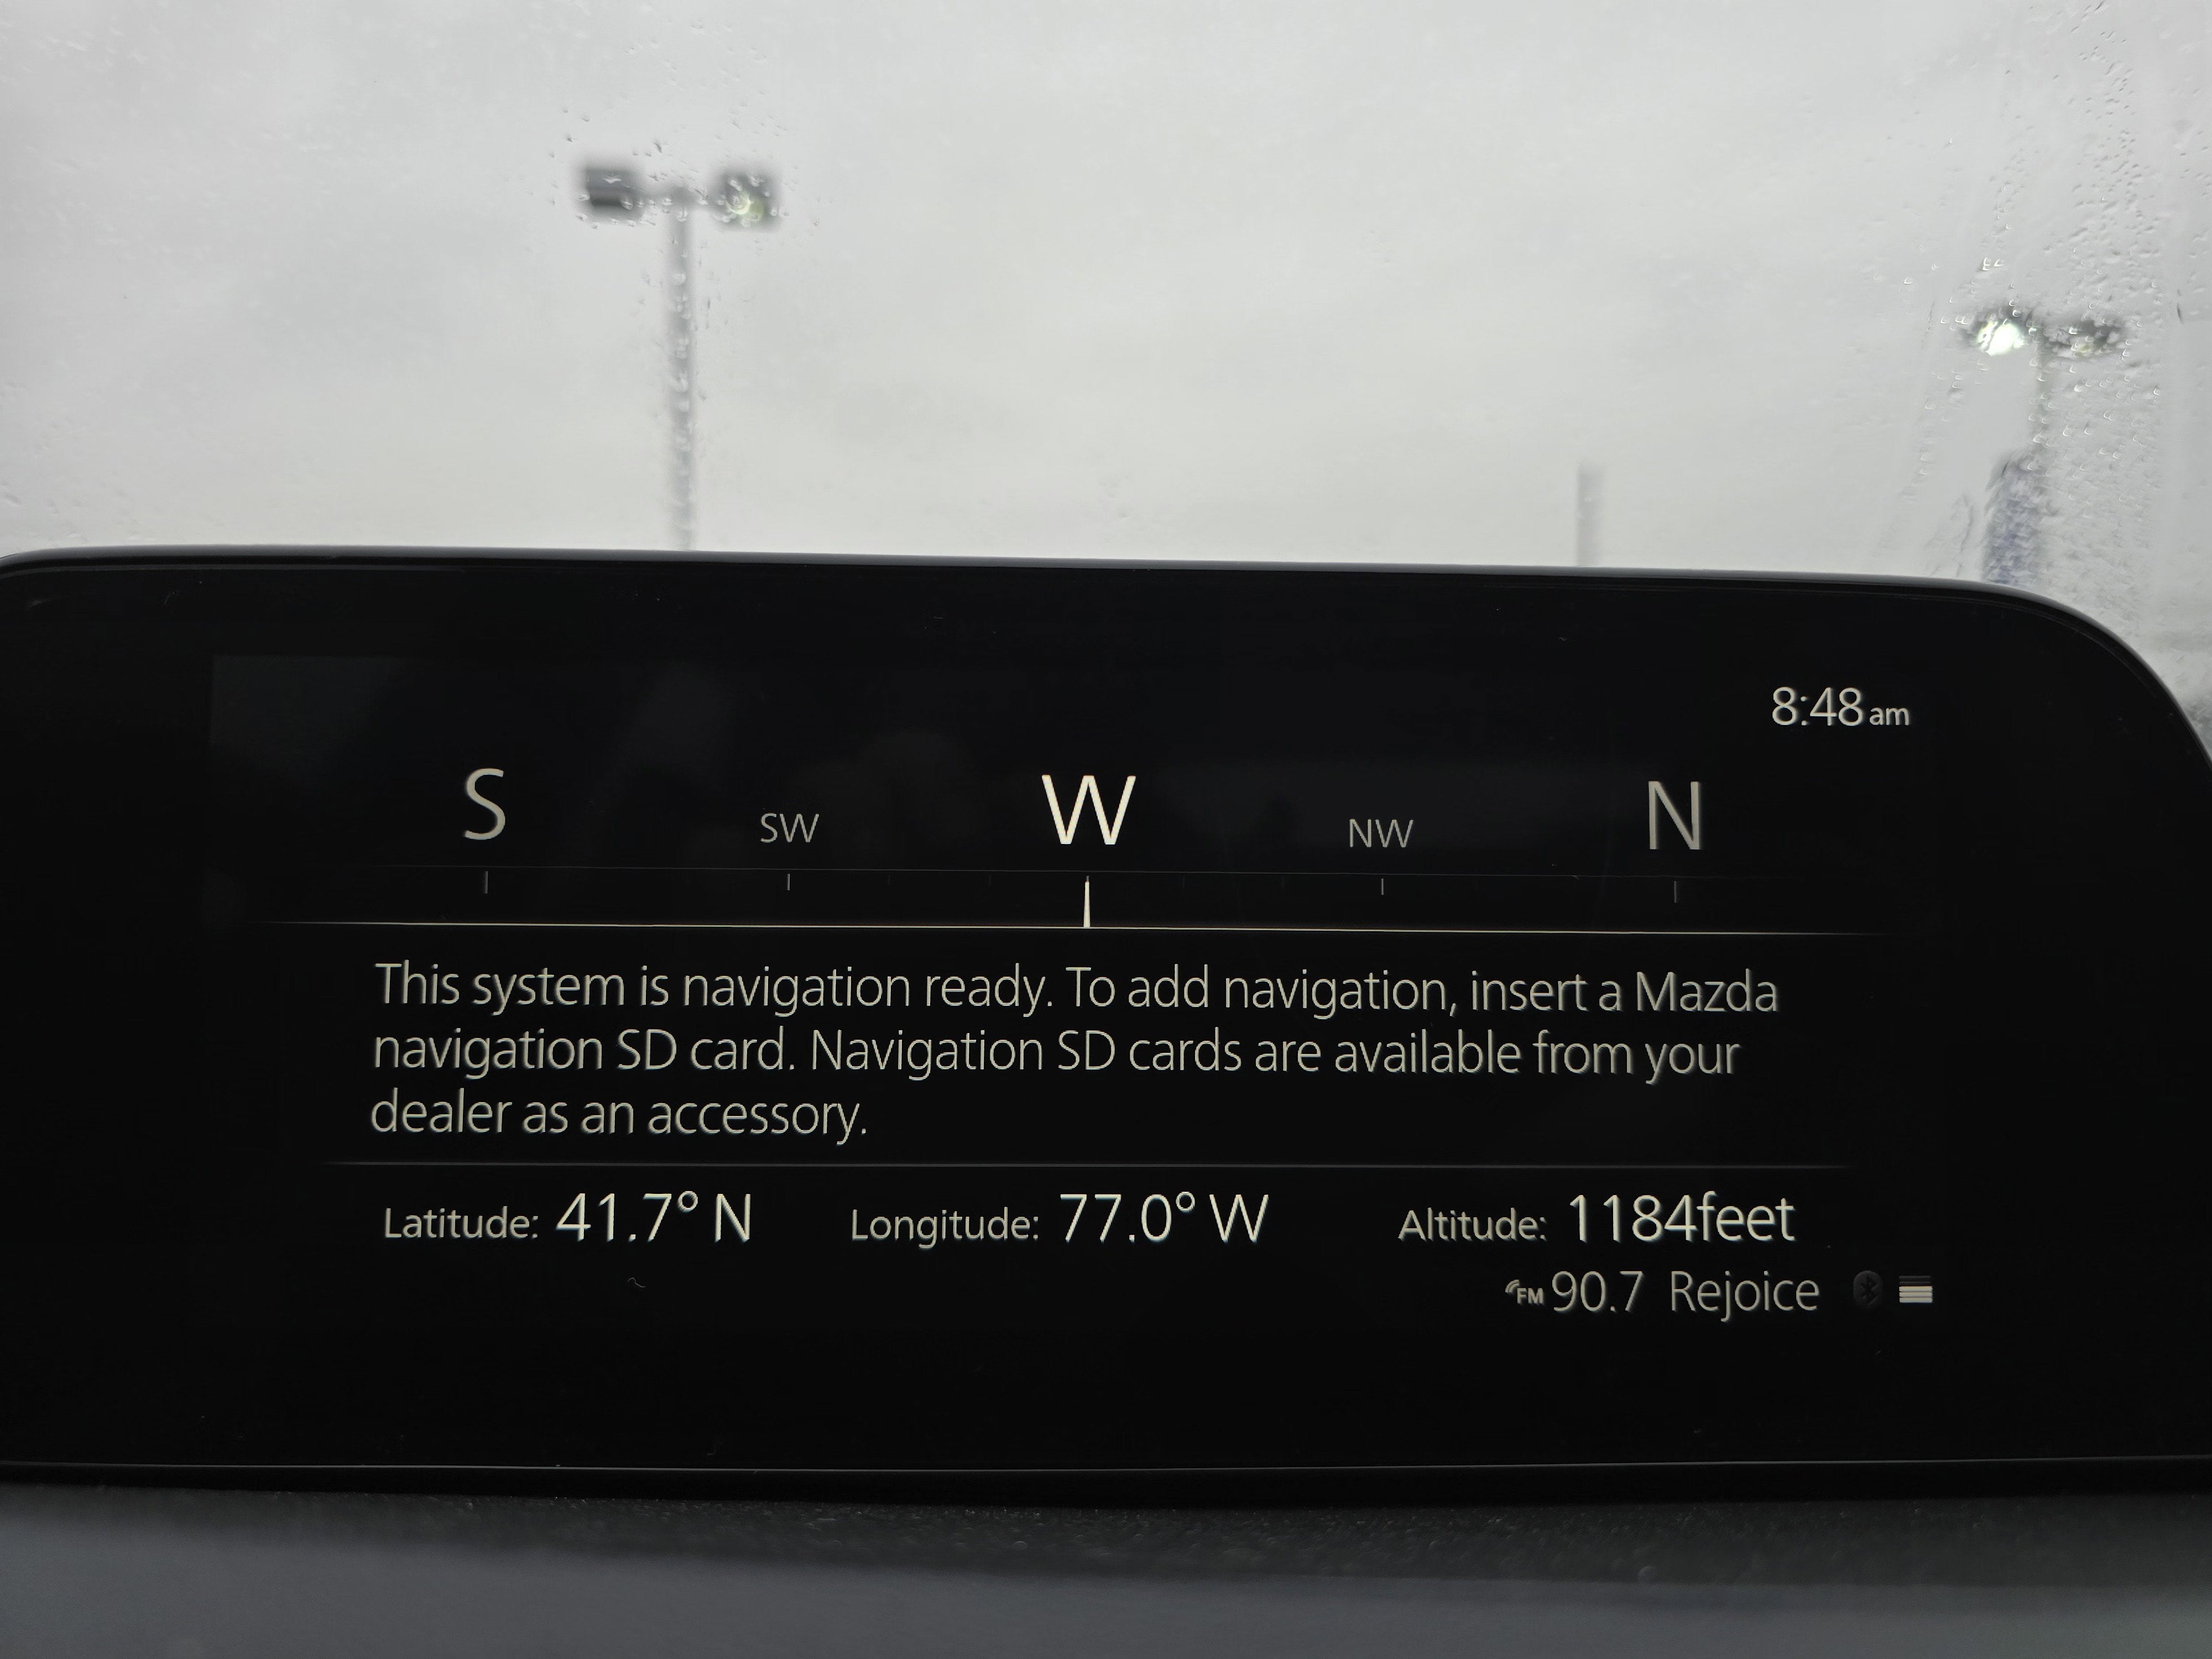 8:48am
S SW W NW N
This system is navigation ready. To add navigation, insert a Mazda
navigation SD card. Navigation SD cards are available from your
dealer as an accessory.
Latitude: 41.7° N Longitude: 77.0° W Altitude: 1184feet
FM 90.7 Rejoice